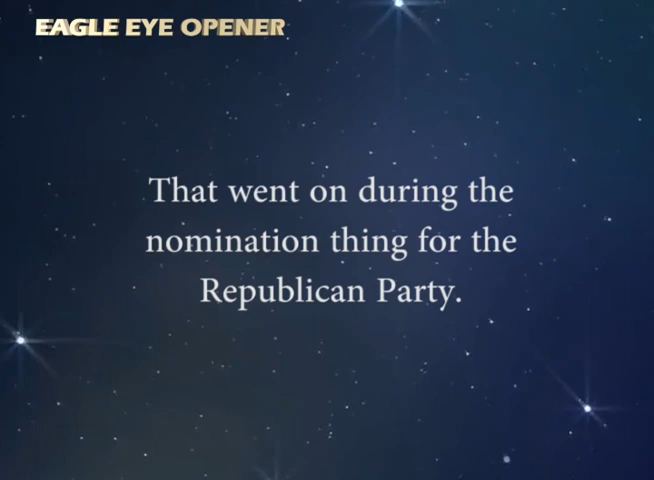 EAGLE EYE OPENER
That went on during the
nomination thing for the
Republican Party.